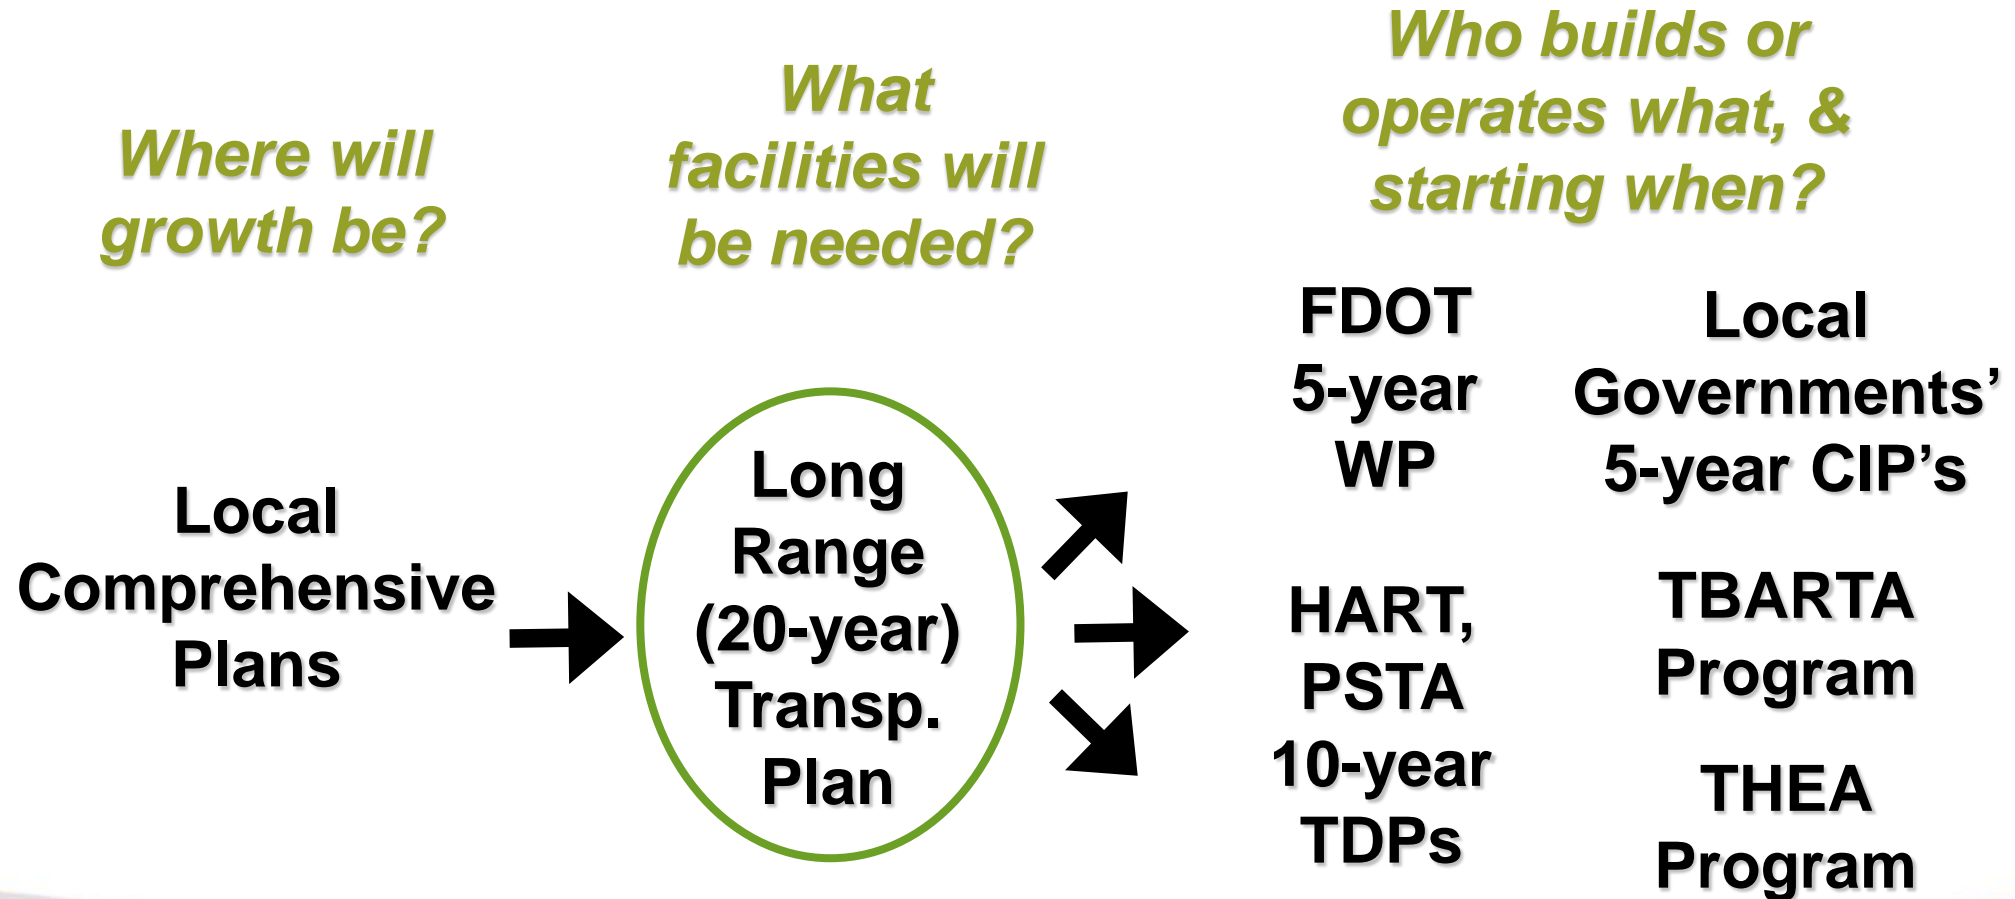 Where will
growth be?
What
facilities will
be needed?
Who builds or
operates what, &
starting when?
Local
Comprehensive
Plans
Long
Range
(20-year)
Transp.
Plan
FDOT
5-year
WP
Local
Governments’
5-year CIP’s
HART,
PSTA
10-year
TDPs
TBARTA
Program
THEA
Program